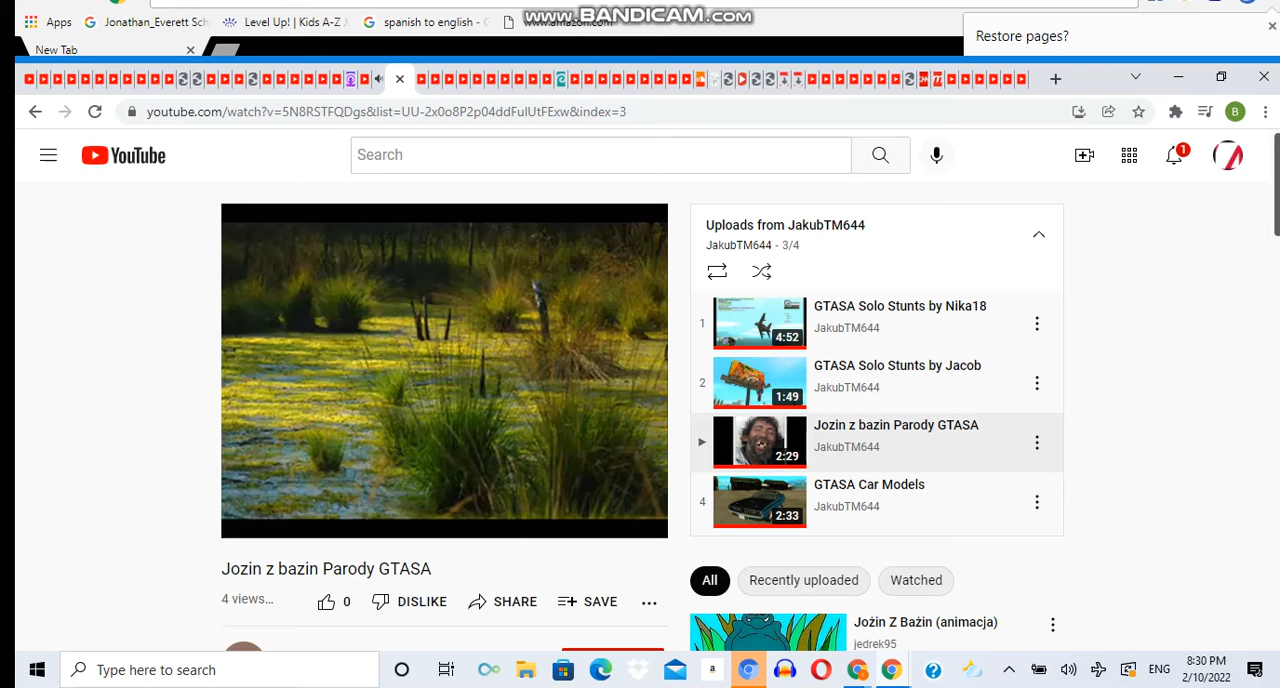 www.BANDICAM.com
Apps
Jonathan_Everett Sch
Level Up! | Kids A-Z
spanish to english - G
www.amazon.com
Restore pages?
New Tab
youtube.com/watch?v=5N8RSTFQDgs&list=UU-2x0o8P2p04ddFulUtFExw&index=3
B
YouTube
Search
1
Uploads from JakubTM644
JakubTM644 - 3/4
1
GTASA Solo Stunts by Nika18
JakubTM644
4:52
2
GTASA Solo Stunts by Jacob
JakubTM644
1:49
Jozin z bazin Parody GTASA
JakubTM644
2:29
4
GTASA Car Models
JakubTM644
2:33
Jozin z bazin Parody GTASA
4 views...
0
DISLIKE
SHARE
SAVE
All
Recently uploaded
Watched
Jożin Z Bażin (animacja)
jedrek95
Type here to search
a
ENG
8:30 PM
2/10/2022